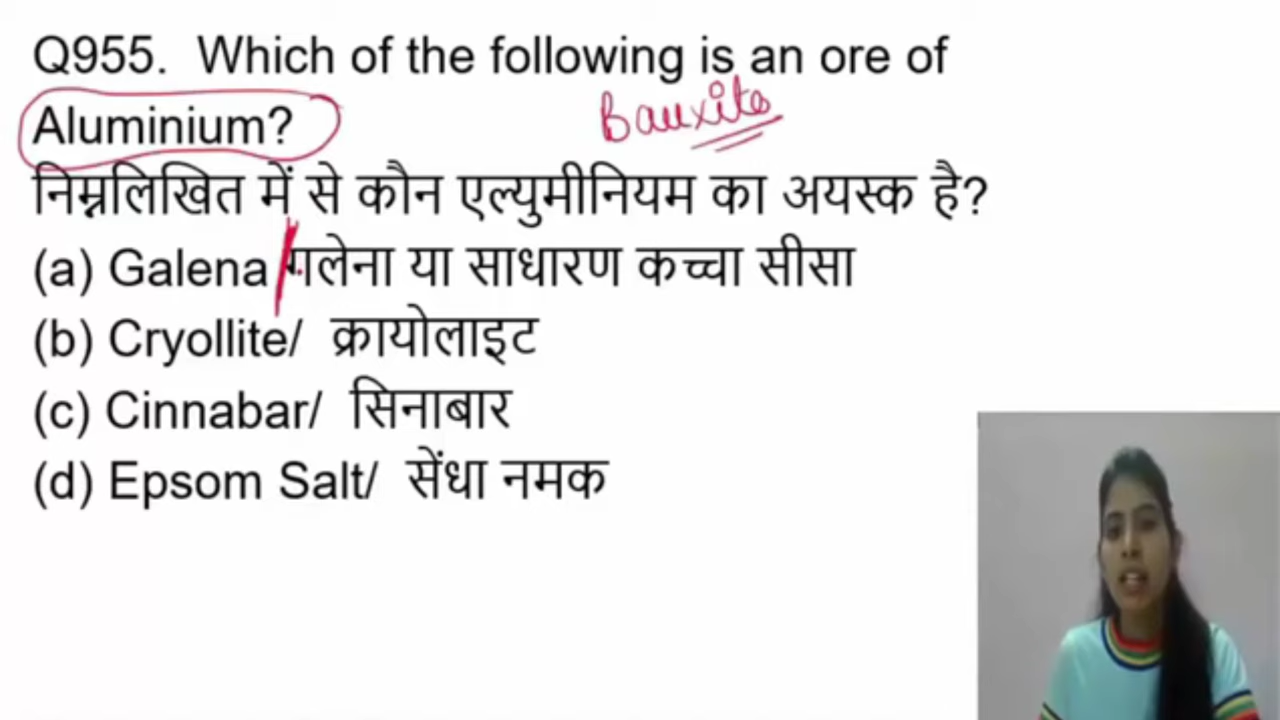 Q955. Which of the following is an ore of
Aluminium?
Bauxite
निम्नलिखित में से कौन एल्युमीनियम का अयस्क है?
(a) Galena /गलेना या साधारण कच्चा सीसा
(b) Cryollite/ क्रायोलाइट
(c) Cinnabar/ सिनाबार
(d) Epsom Salt/ सेंधा नमक